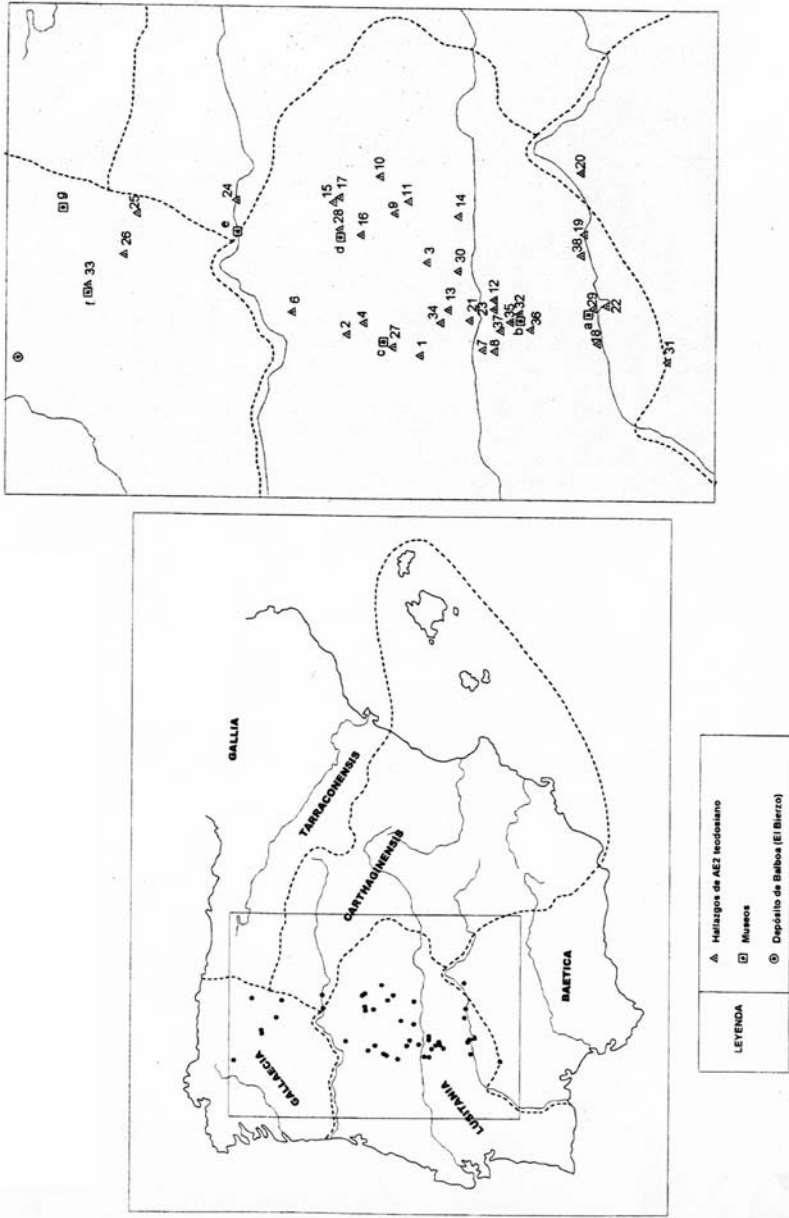 g
25
26
f
33
e
24
6
15
17
10
d
28
16
9
11
2
4
c
27
3
14
1
34
13
30
21
23
12
7
8
37
35
32
b
36
20
38
19
a
29
18
22
31
GALLIA
TARRACONENSIS
CARTHAGINENSIS
GALLAECIA
LUSITANIA
BAETICA
LEYENDA
Hallazgos de AE2 teodosiano
Museos
Depósito de Balboa (El Bierzo)